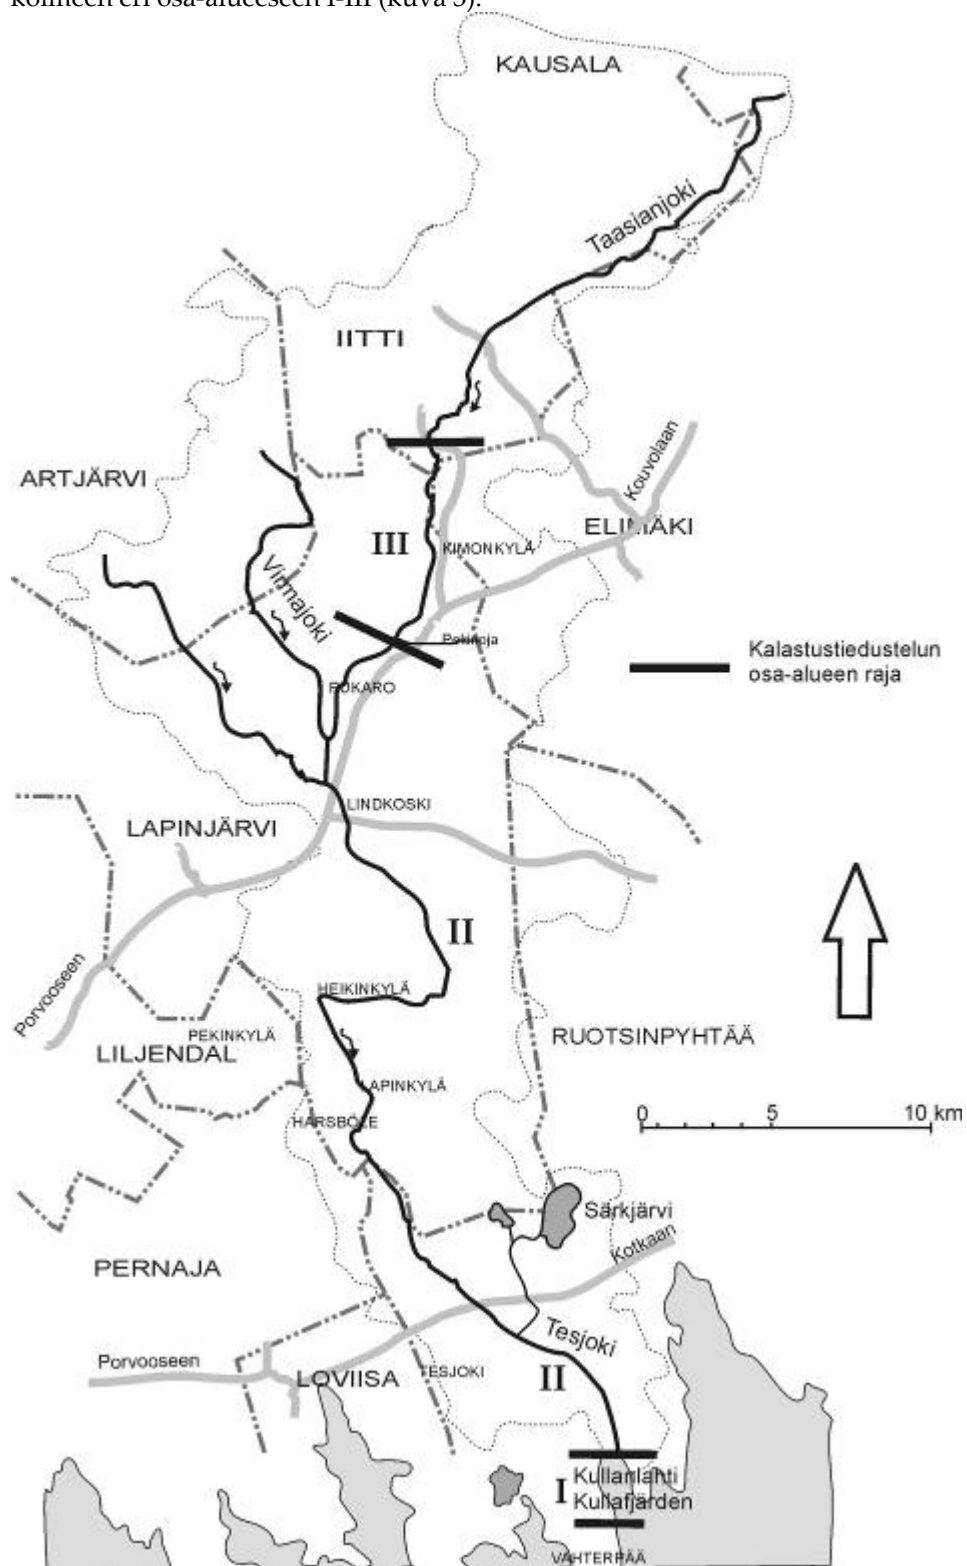 kolmeen eri osa-alueeseen I-III (kuva 3).
KAUSALA
Taasianjoki
IITTI
ARTJÄRVI
Kouvolaan
ELIMÄKI
III
KIMONKYLÄ
Virmajoki
Pokinoja
Kalastustiedustelun
osa-alueen raja
PUKARO
LINDKOSKI
LAPINJÄRVI
II
HEIKINKYLÄ
Porvooseen
PEKINKYLÄ
RUOTSINPYHTÄÄ
LILJENDAL
LAPINKYLÄ
HARSBÖLE
0 5 10 km
Särkjärvi
Kotkaan
PERNAJA
Tesjoki
Porvooseen
LOVIISA
TESJOKI
II
Kullanlahti
I
Kullafjärden
VAHTERPÄÄ